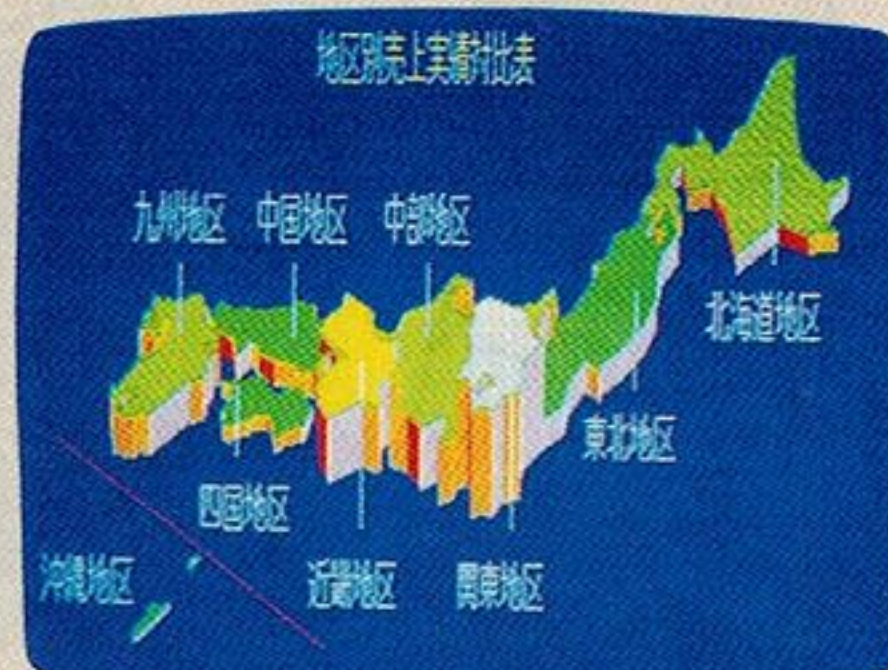 地区別売上実績対比表
九州地区 中国地区 中部地区
北海道地区
東北地区
四国地区
沖縄地区 近畿地区 関東地区